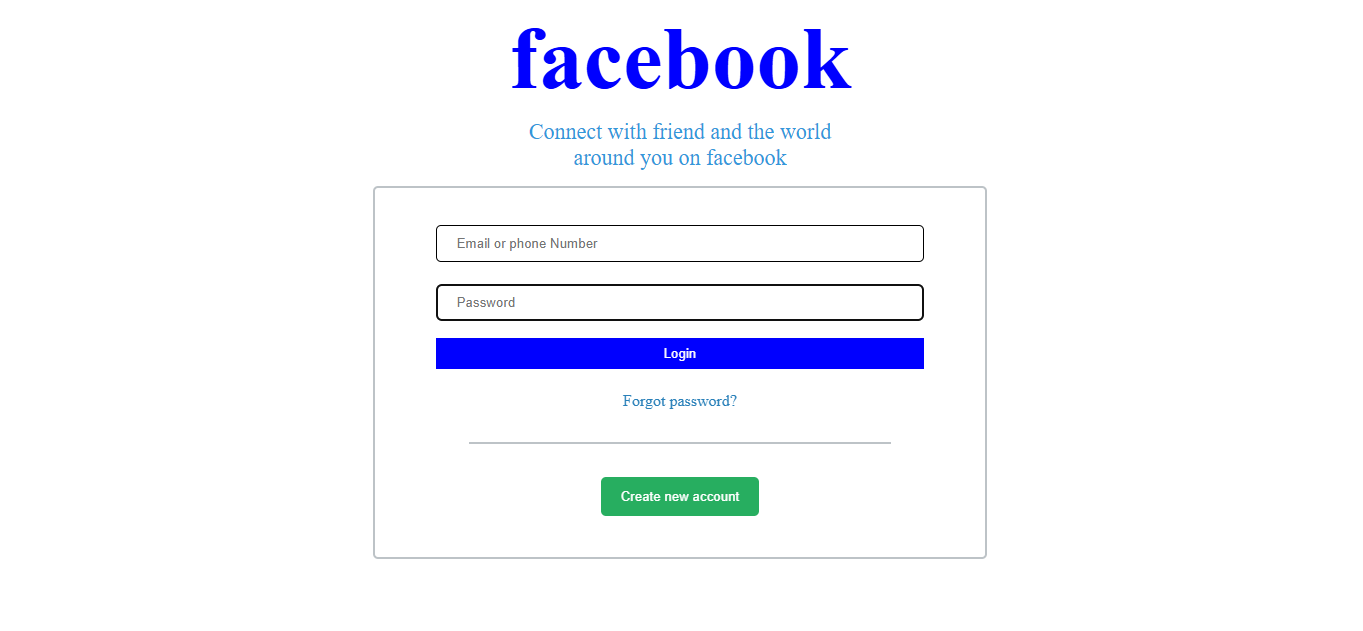 facebook
Connect with friend and the world
around you on facebook
Email or phone Number
Password
Login
Forgot password?
Create new account